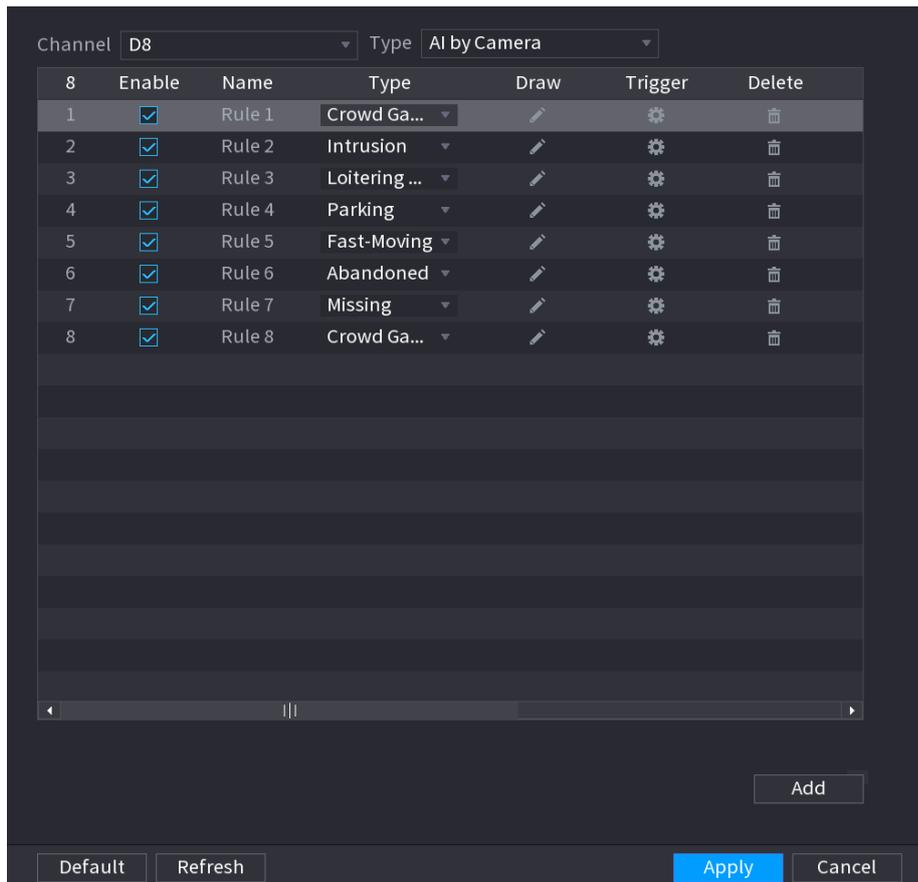 Channel D8 Type AI by Camera
8 Enable Name Type Draw Trigger Delete
1 Rule 1 Crowd Ga...
2 Rule 2 Intrusion
3 Rule 3 Loitering ...
4 Rule 4 Parking
5 Rule 5 Fast-Moving
6 Rule 6 Abandoned
7 Rule 7 Missing
8 Rule 8 Crowd Ga...
Add
Default Refresh Apply Cancel